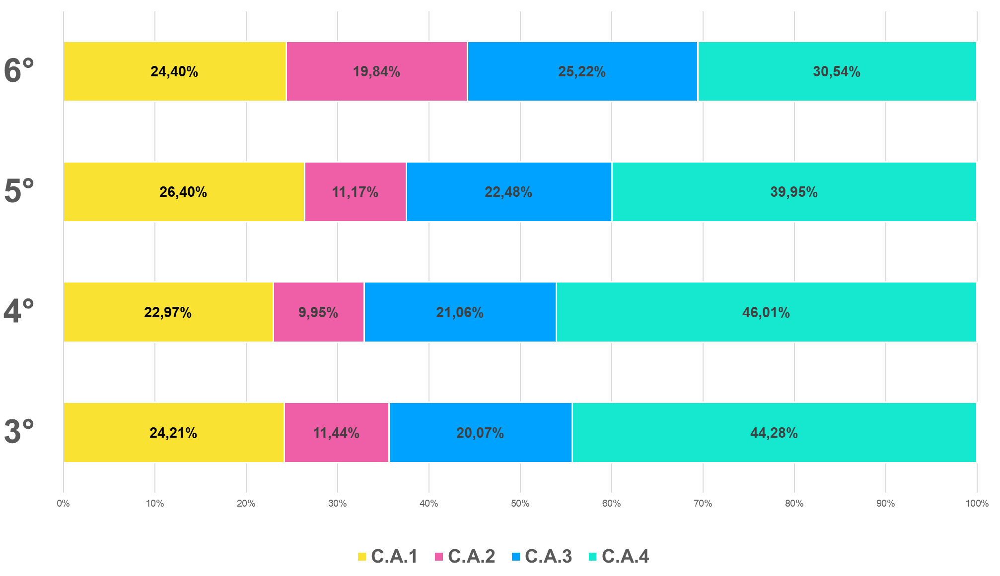 6° 24,40% 19,84% 25,22% 30,54%
5° 26,40% 11,17% 22,48% 39,95%
4° 22,97% 9,95% 21,06% 46,01%
3° 24,21% 11,44% 20,07% 44,28%
0% 10% 20% 30% 40% 50% 60% 70% 80% 90% 100%
C.A.1 C.A.2 C.A.3 C.A.4